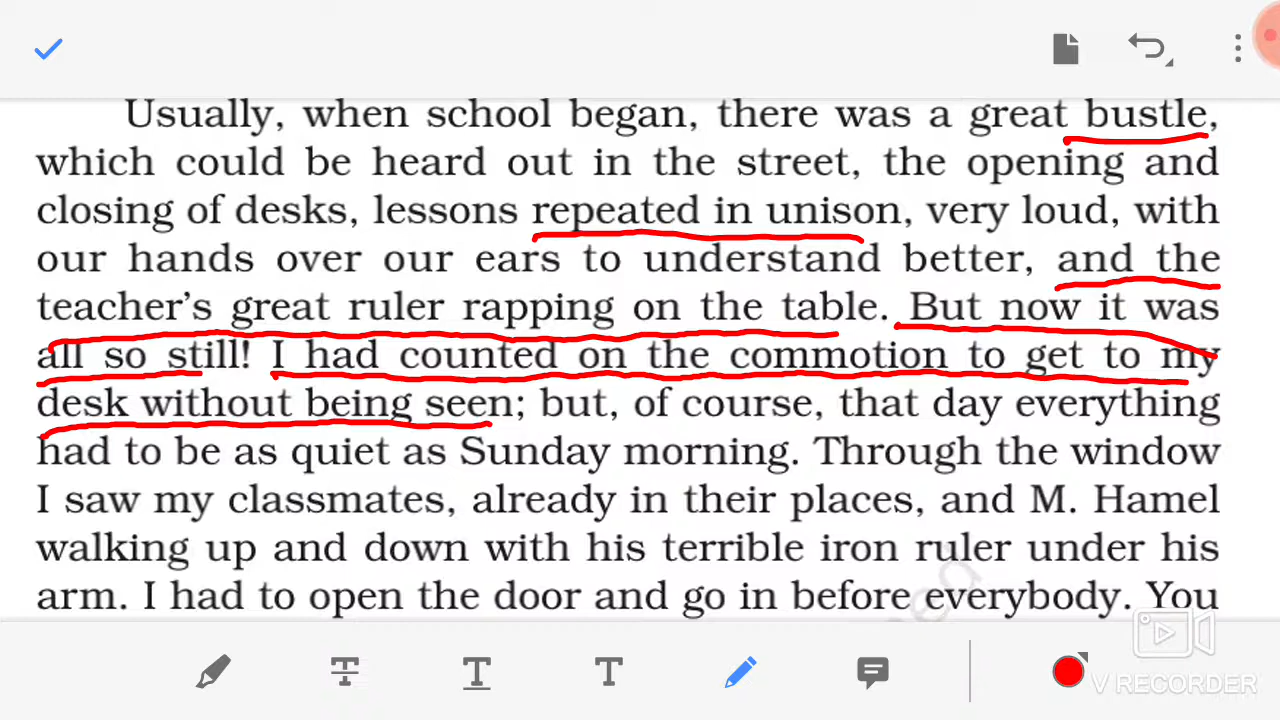 Usually, when school began, there was a great bustle,
which could be heard out in the street, the opening and
closing of desks, lessons repeated in unison, very loud, with
our hands over our ears to understand better, and the
teacher's great ruler rapping on the table. But now it was
all so still! I had counted on the commotion to get to my
desk without being seen; but, of course, that day everything
had to be as quiet as Sunday morning. Through the window
I saw my classmates, already in their places, and M. Hamel
walking up and down with his terrible iron ruler under his
arm. I had to open the door and go in before everybody. You
T T T
V RECORDER